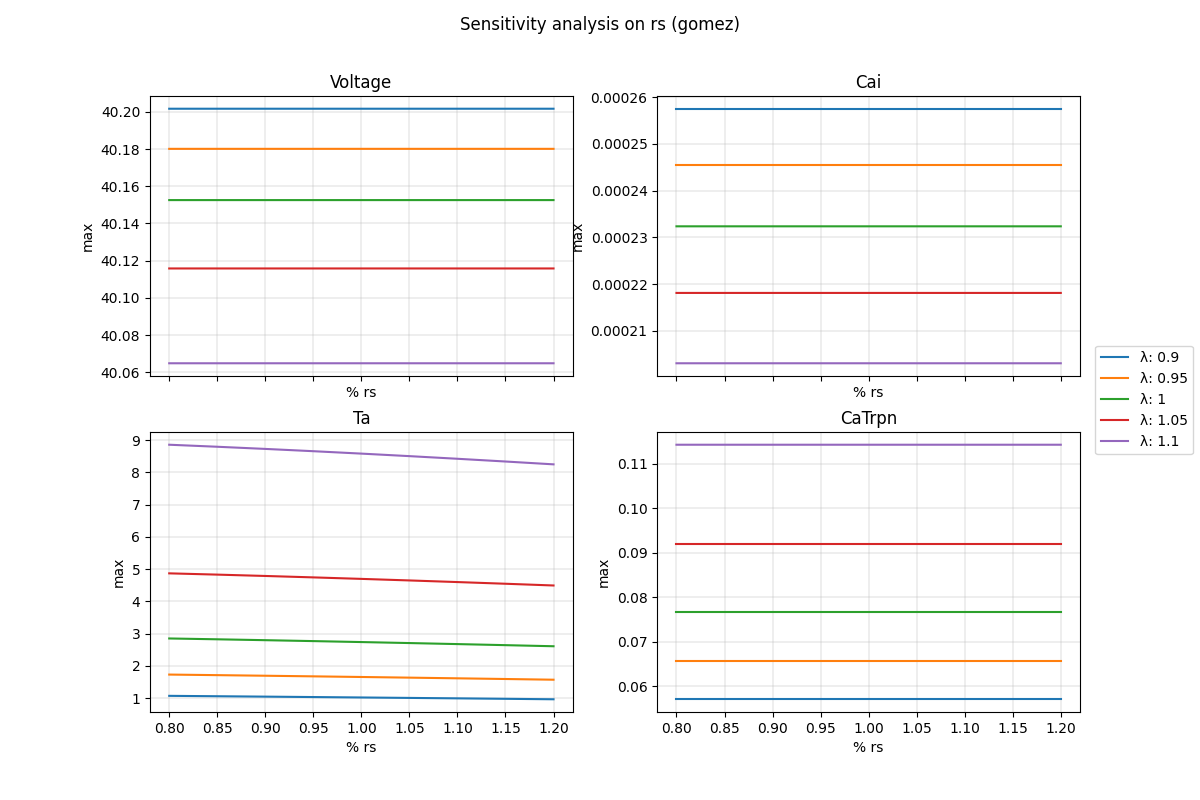 Sensitivity analysis on rs (gomez)
Voltage
40.20
40.18
40.16
40.14
40.12
40.10
40.08
40.06
max
% rs
Cai
0.00026
0.00025
0.00024
0.00023
0.00022
0.00021
max
% rs
Ta
9
8
7
6
5
4
3
2
1
max
0.80 0.85 0.90 0.95 1.00 1.05 1.10 1.15 1.20
% rs
CaTrpn
0.11
0.10
0.09
0.08
0.07
0.06
max
0.80 0.85 0.90 0.95 1.00 1.05 1.10 1.15 1.20
% rs
λ: 0.9
λ: 0.95
λ: 1
λ: 1.05
λ: 1.1